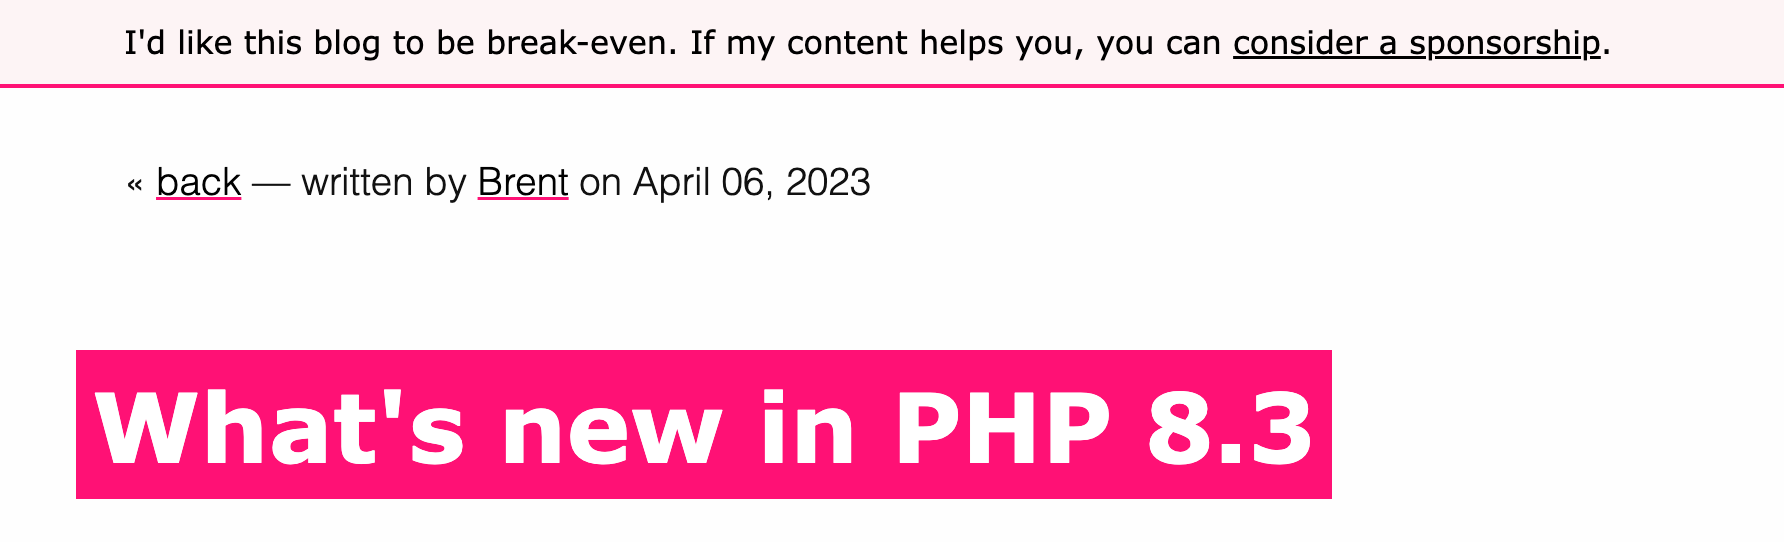 I'd like this blog to be break-even. If my content helps you, you can consider a sponsorship.
« back — written by Brent on April 06, 2023
What's new in PHP 8.3